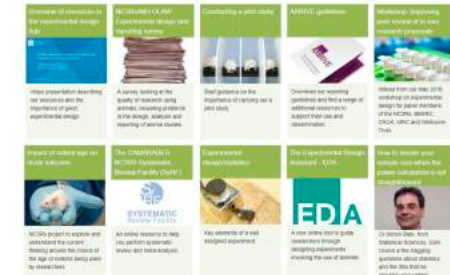 Overview of resources in
the experimental design
hub
Video presentation describing
our resources and the
importance of good
experimental design.
Experimental design and
reporting survey
A survey looking at the
quality of research using
animals, revealing problems
in the design, analysis and
reporting of animal studies.
Conducting a pilot study
Brief guidance on the
importance of carrying out a
pilot study.
ARRIVE guidelines
ARRIVE
Download our reporting
guidelines and find a range of
additional resources to
support their use and
dissemination.
Workshop: Improving
peer review of in vivo
research proposals
Videos from our
workshop on experimental
design for panel members
of the NC3Rs, BBSRC,
CRUK, MRC and Wellcome
Trust.
Impact of rodent age on
study outcome
NC3Rs project to explore and
understand the current
thinking around the choice of
the age of rodents being used
by researchers.
The CAMARADES-
NC3Rs Systematic
Review Facility (SyRF)
SYSTEMATIC
Review Facility
An online resource to help
you perform systematic
review and meta-analysis.
Experimental
design/statistics
Key elements of a well
designed experiment.
The Experimental Design
Assistant - EDA
EDA
A new online tool to guide
researchers through
designing experiments
involving the use of animals.
How to decide your
sample size when the
power calculation is not
straightforward
Dr Simon Bate, from
Statistical Sciences, GSK